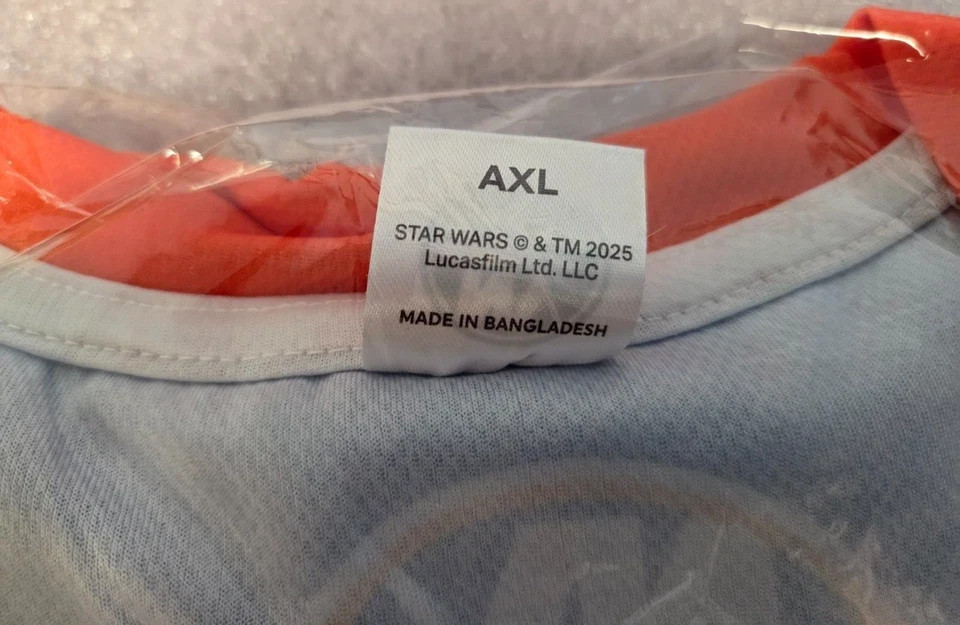 AXL
STAR WARS © & TM 2025
Lucasfilm Ltd. LLC
MADE IN BANGLADESH